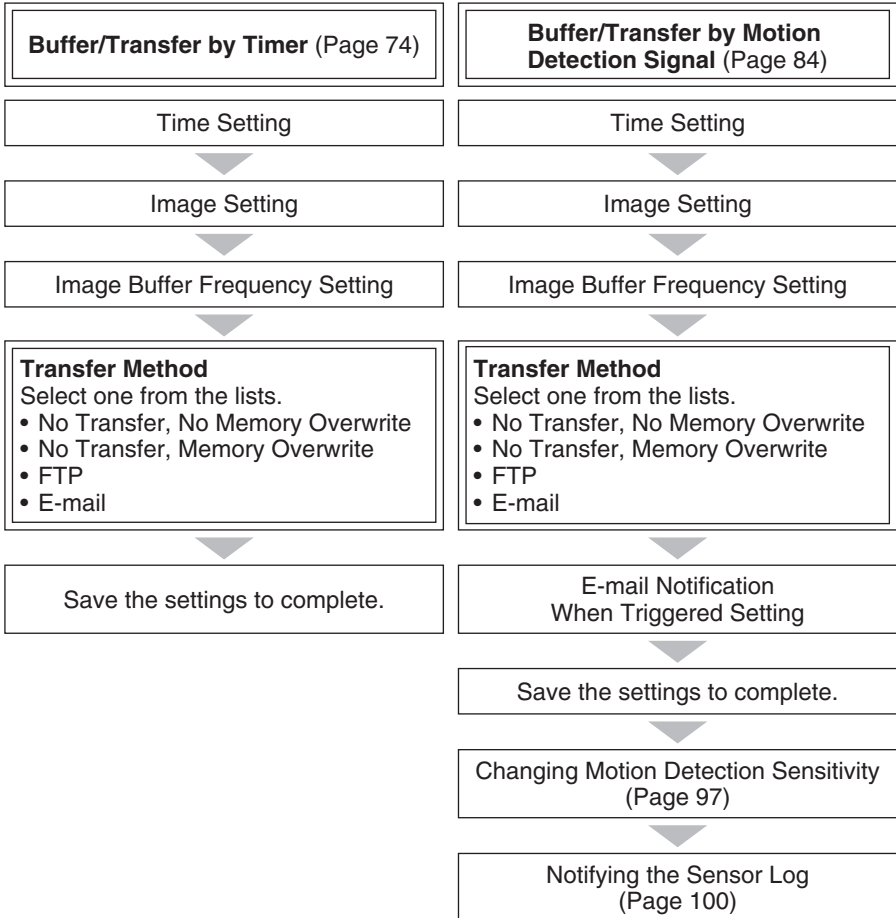 Buffer/Transfer by Timer (Page 74)
Time Setting
Image Setting
Image Buffer Frequency Setting
Transfer Method
Select one from the lists.
• No Transfer, No Memory Overwrite
• No Transfer, Memory Overwrite
• FTP
• E-mail
Save the settings to complete.
Buffer/Transfer by Motion
Detection Signal (Page 84)
Time Setting
Image Setting
Image Buffer Frequency Setting
Transfer Method
Select one from the lists.
• No Transfer, No Memory Overwrite
• No Transfer, Memory Overwrite
• FTP
• E-mail
E-mail Notification
When Triggered Setting
Save the settings to complete.
Changing Motion Detection Sensitivity
(Page 97)
Notifying the Sensor Log
(Page 100)